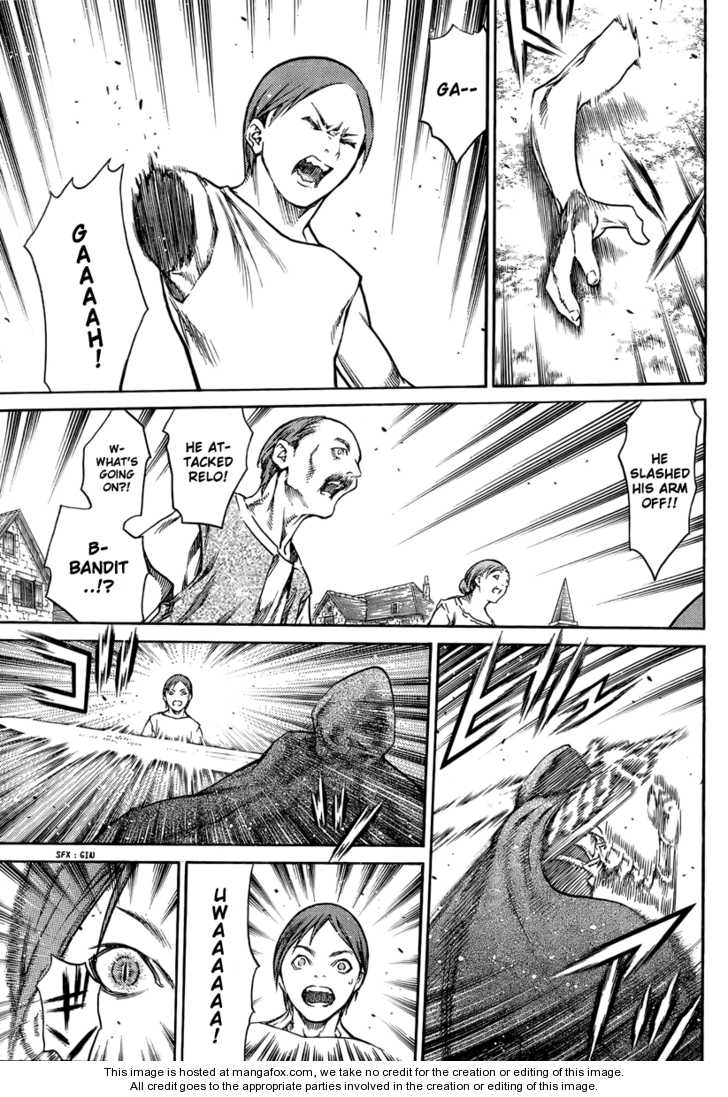 GA--
GAAAAH!
HE
SLASHED
HIS ARM
OFF!!
HE AT-
TACKED
RELO!
W-
WHAT'S
GOING
ON?!
B-
BANDIT
..!?
SFX : GIU
UWAAAAAA!
This image is hosted at mangafox.com, we take no credit for the creation or editing of this image.
All credit goes to the appropriate parties involved in the creation or editing of this image.